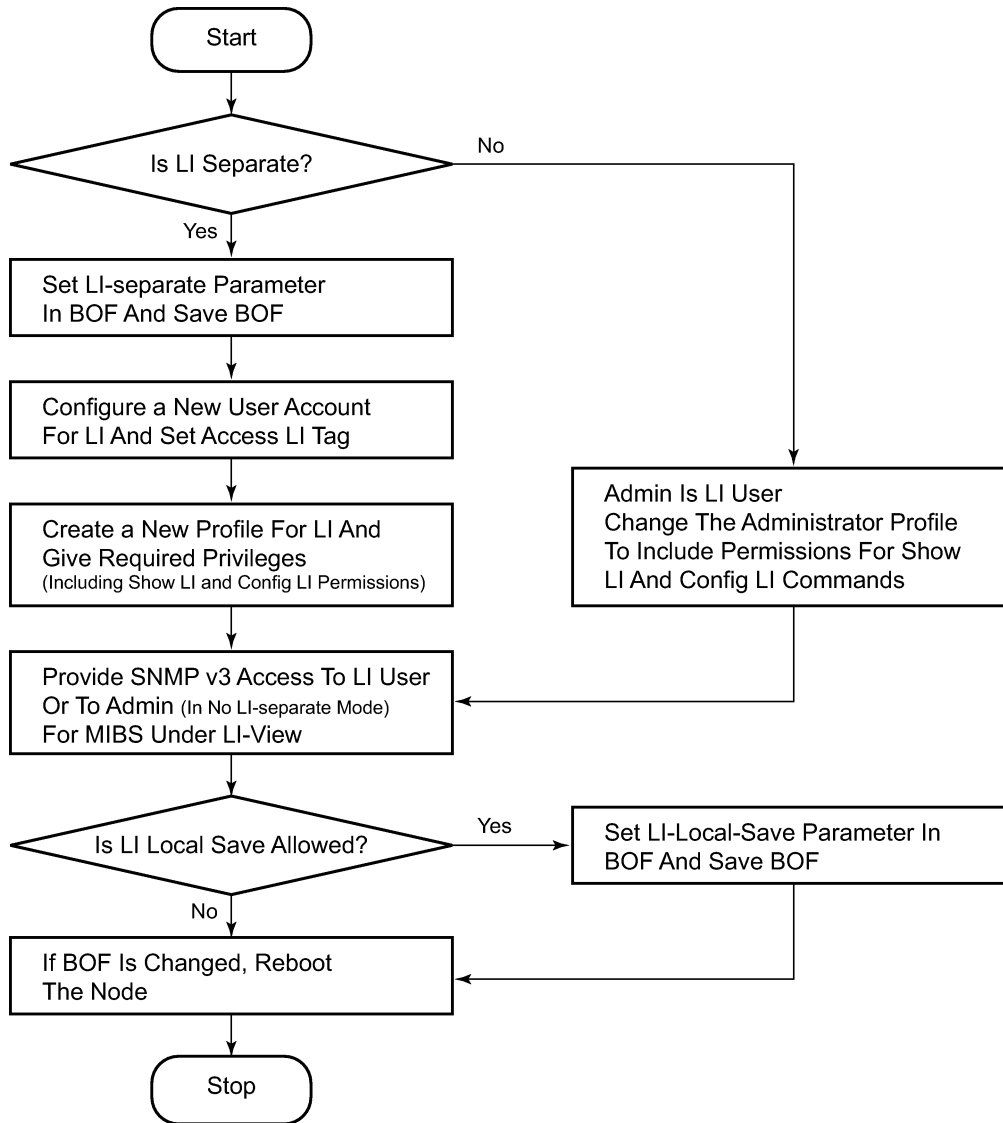 Start
Is LI Separate?
No
Yes
Set LI-separate Parameter
In BOF And Save BOF
Configure a New User Account
For LI And Set Access LI Tag
Create a New Profile For LI And
Give Required Privileges
(Including Show LI and Config LI Permissions)
Admin Is LI User
Change The Administrator Profile
To Include Permissions For Show
LI And Config LI Commands
Provide SNMP v3 Access To LI User
Or To Admin (In No LI-separate Mode)
For MIBS Under LI-View
Is LI Local Save Allowed?
Yes
Set LI-Local-Save Parameter In
BOF And Save BOF
No
If BOF Is Changed, Reboot
The Node
Stop